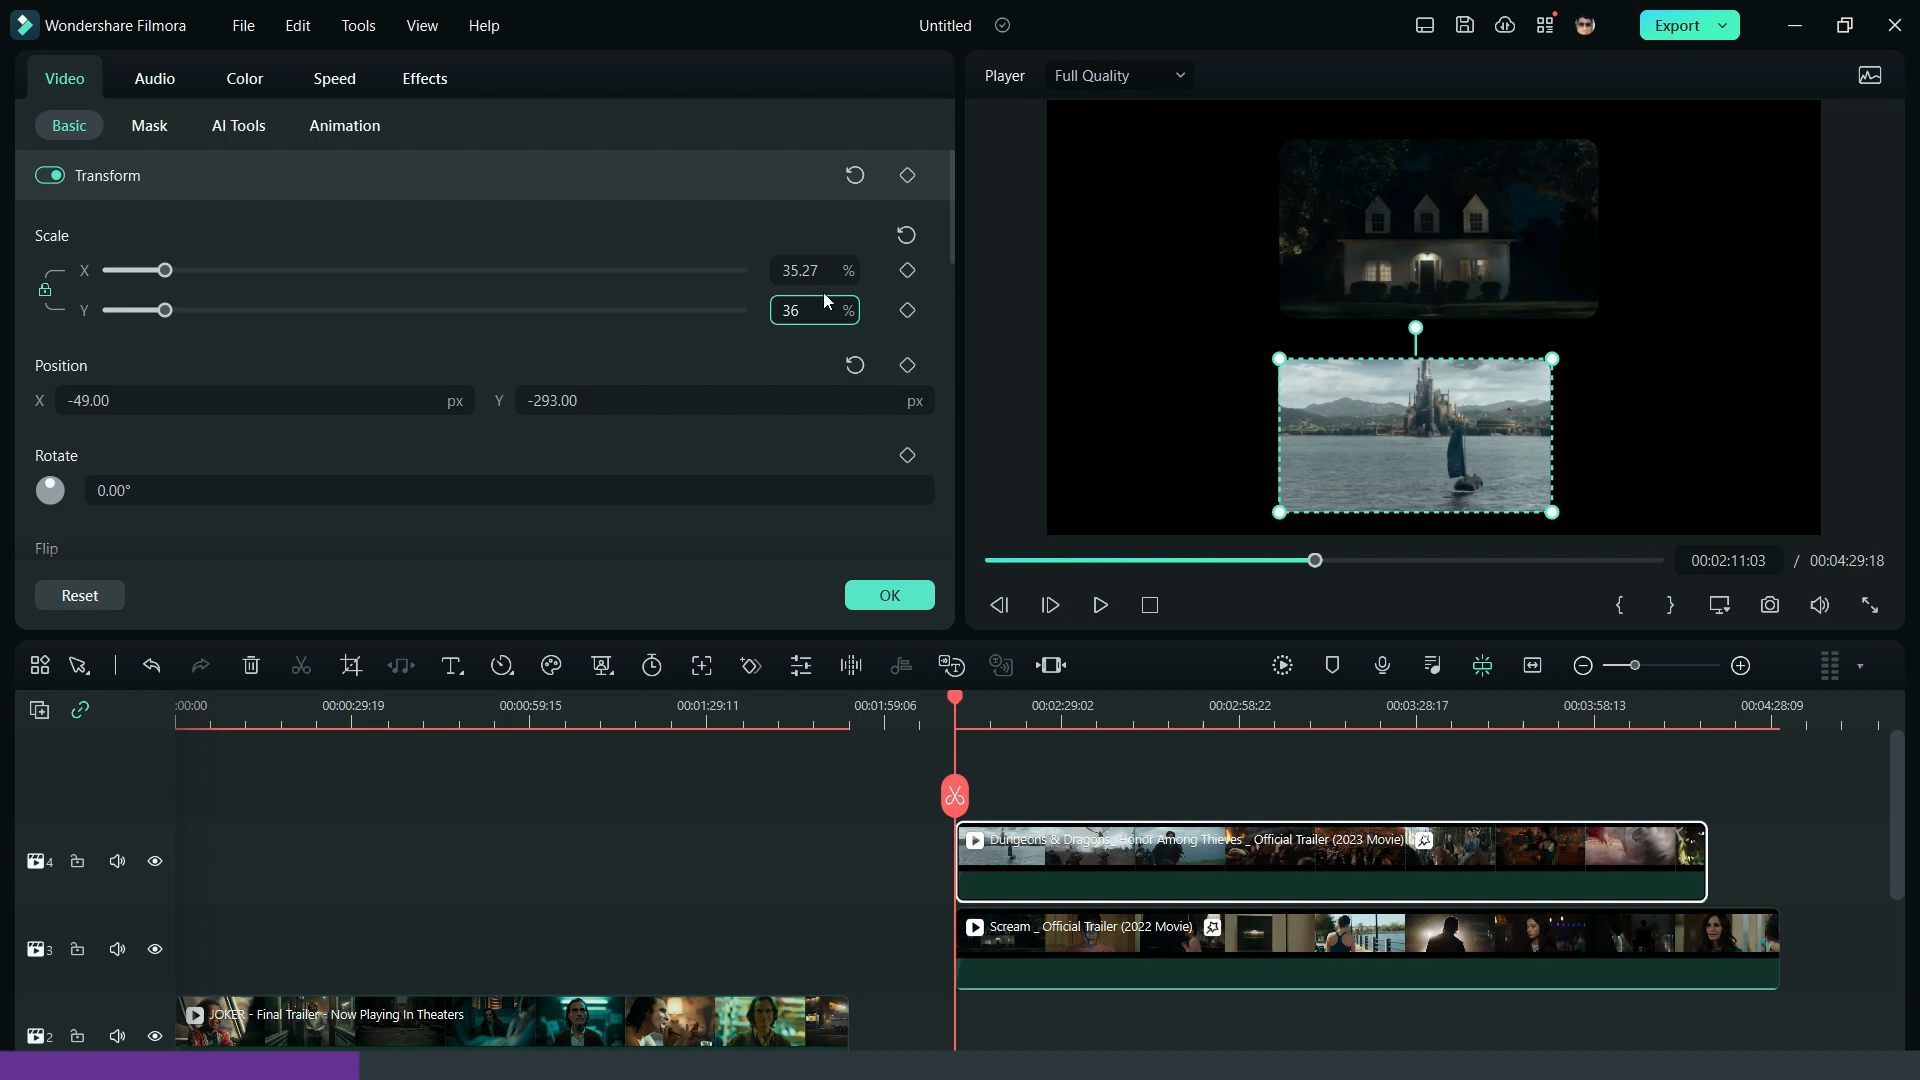 Wondershare Filmora File Edit Tools View Help Untitled Export
Video Audio Color Speed Effects
Player Full Quality
Basic Mask AI Tools Animation
Transform
Scale
X 35.27 %
Y 36 %
Position
X -49.00 px Y -293.00 px
Rotate
0.00°
Flip
00:02:11:03 / 00:04:29:18
Reset OK
:00:00 00:00:29:19 00:00:59:15 00:01:29:11 00:01:59:06 00:02:29:02 00:02:58:22 00:03:28:17 00:03:58:13 00:04:28:09
Dungeons & Dragons_ Honor Among Thieves _ Official Trailer (2023 Movie)
4
Scream _ Official Trailer (2022 Movie)
3
JOKER - Final Trailer - Now Playing In Theaters
2